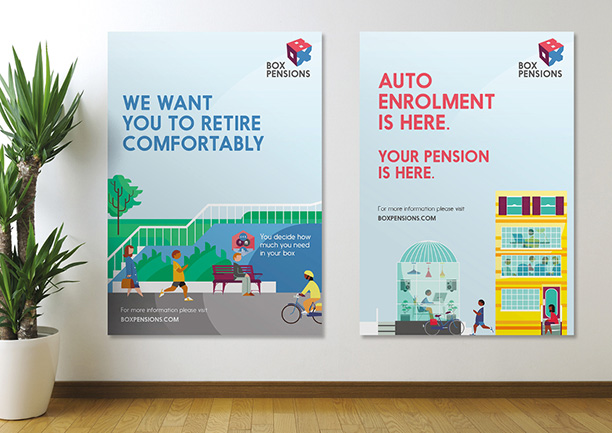 BOX
PENSIONS
WE WANT
YOU TO RETIRE
COMFORTABLY
You decide how
much you need
in your box
For more information please visit
BOXPENSIONS.COM
BOX
PENSIONS
AUTO
ENROLMENT
IS HERE.
YOUR PENSION
IS HERE.
For more information please visit
BOXPENSIONS.COM